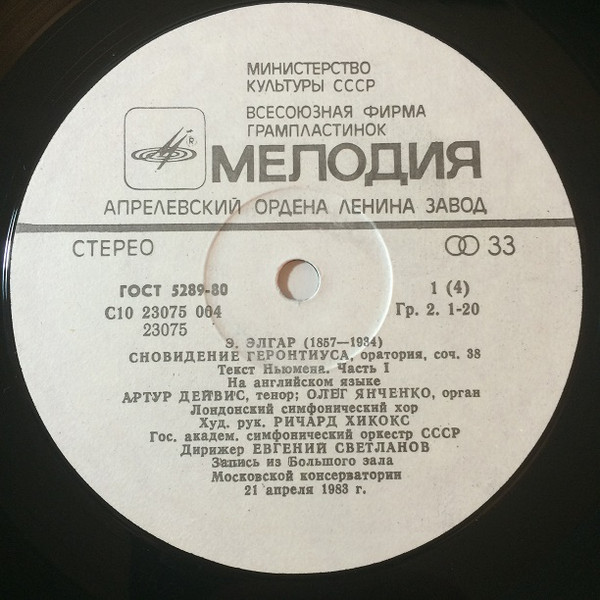 МИНИСТЕРСТВО
КУЛЬТУРЫ СССР
ВСЕСОЮЗНАЯ ФИРМА
ГРАМПЛАСТИНОК
R
МЕЛОДИЯ
АПРЕЛЕВСКИЙ ОРДЕНА ЛЕНИНА ЗАВОД
СТЕРЕО 33
ГОСТ 5289-80 1 (4)
С10 23075 004 Гр. 2. 1-20
23075
Э. ЭЛГАР (1857—1934)
СНОВИДЕНИЕ ГЕРОНТИУСА, оратория, соч. 38
Текст Ньюмена. Часть I
На английском языке
АРТУР ДЕЙВИС, тенор; ОЛЕГ ЯНЧЕНКО, орган
Лондонский симфонический хор
Худ. рук. РИЧАРД ХИКОКС
Гос. академ. симфонический оркестр СССР
Дирижер ЕВГЕНИЙ СВЕТЛАНОВ
Запись из Большого зала
Московской консерватории
21 апреля 1983 г.